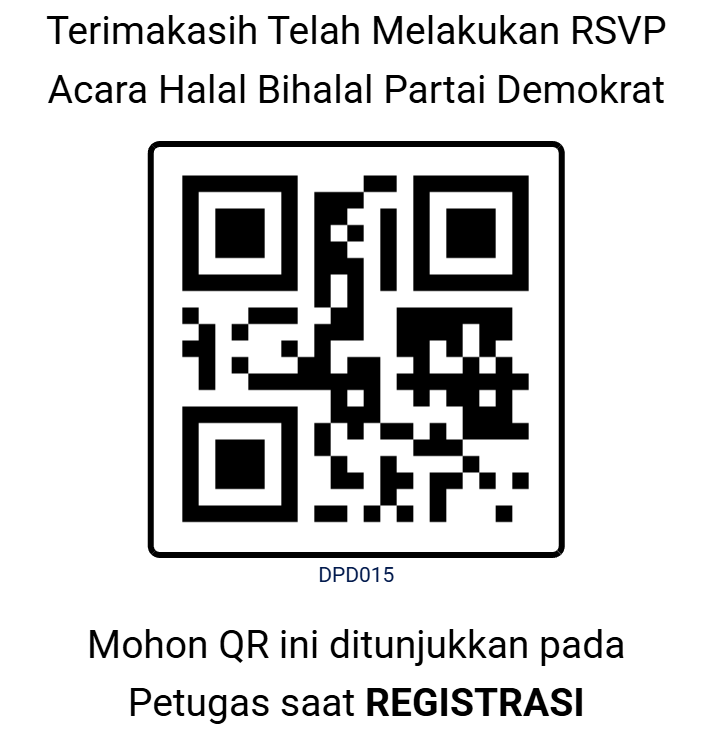 Terimakasih Telah Melakukan RSVP
Acara Halal Bihalal Partai Demokrat
DPD015
Mohon QR ini ditunjukkan pada
Petugas saat REGISTRASI